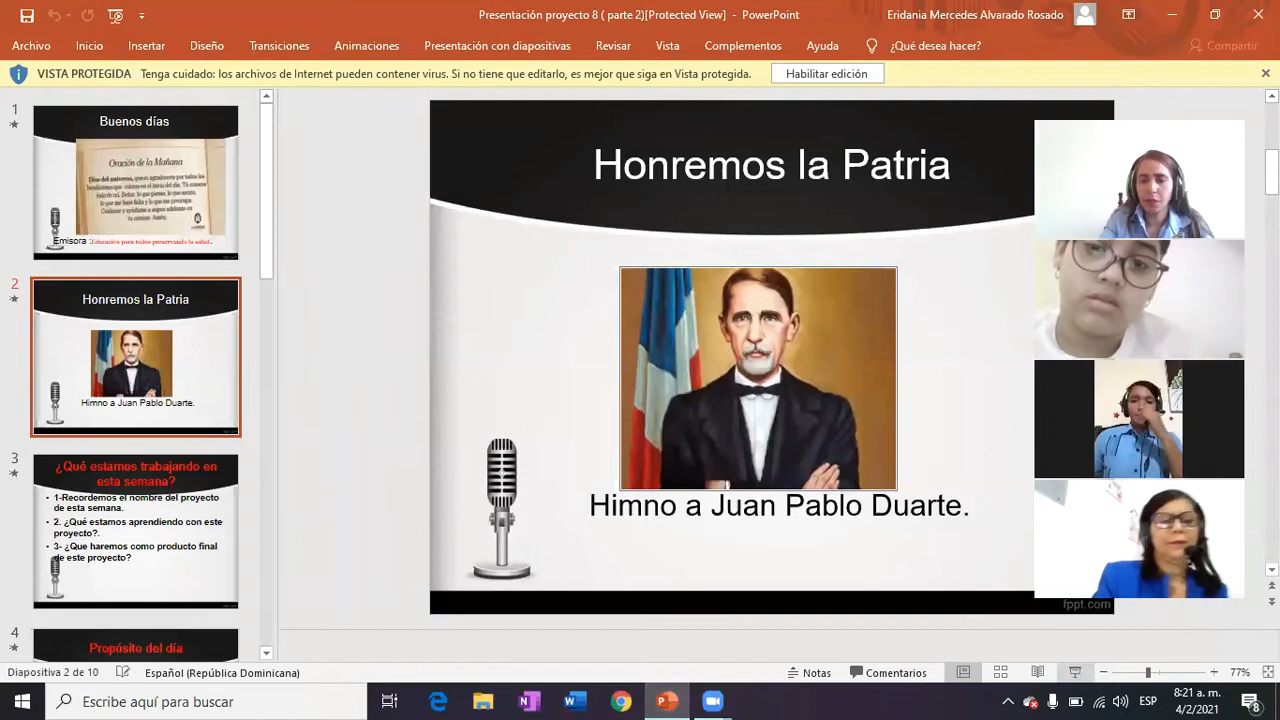 Presentación proyecto 8 ( parte 2)[Protected View] - PowerPoint
Eridania Mercedes Alvarado Rosado
Archivo Inicio Insertar Diseño Transiciones Animaciones Presentación con diapositivas Revisar Vista Complementos Ayuda ¿Qué desea hacer? Compartir
VISTA PROTEGIDA Tenga cuidado: los archivos de Internet pueden contener virus. Si no tiene que editarlo, es mejor que siga en Vista protegida. Habilitar edición
1
Buenos días
Oración de la Mañana
Emisora :Educación para todos preservando la salud.
2
Honremos la Patria
Himno a Juan Pablo Duarte.
3
¿Qué estamos trabajando en
esta semana?
• 1-Recordemos el nombre del proyecto
de esta semana.
• 2. ¿Qué estamos aprendiendo con este
proyecto?.
• 3- ¿Que haremos como producto final
de este proyecto?
4
Propósito del día
Honremos la Patria
Himno a Juan Pablo Duarte.
fppt.com
Diapositiva 2 de 10 Español (República Dominicana) Notas Comentarios 77%
Escribe aquí para buscar
ESP
8:21 a. m.
4/2/2021
8